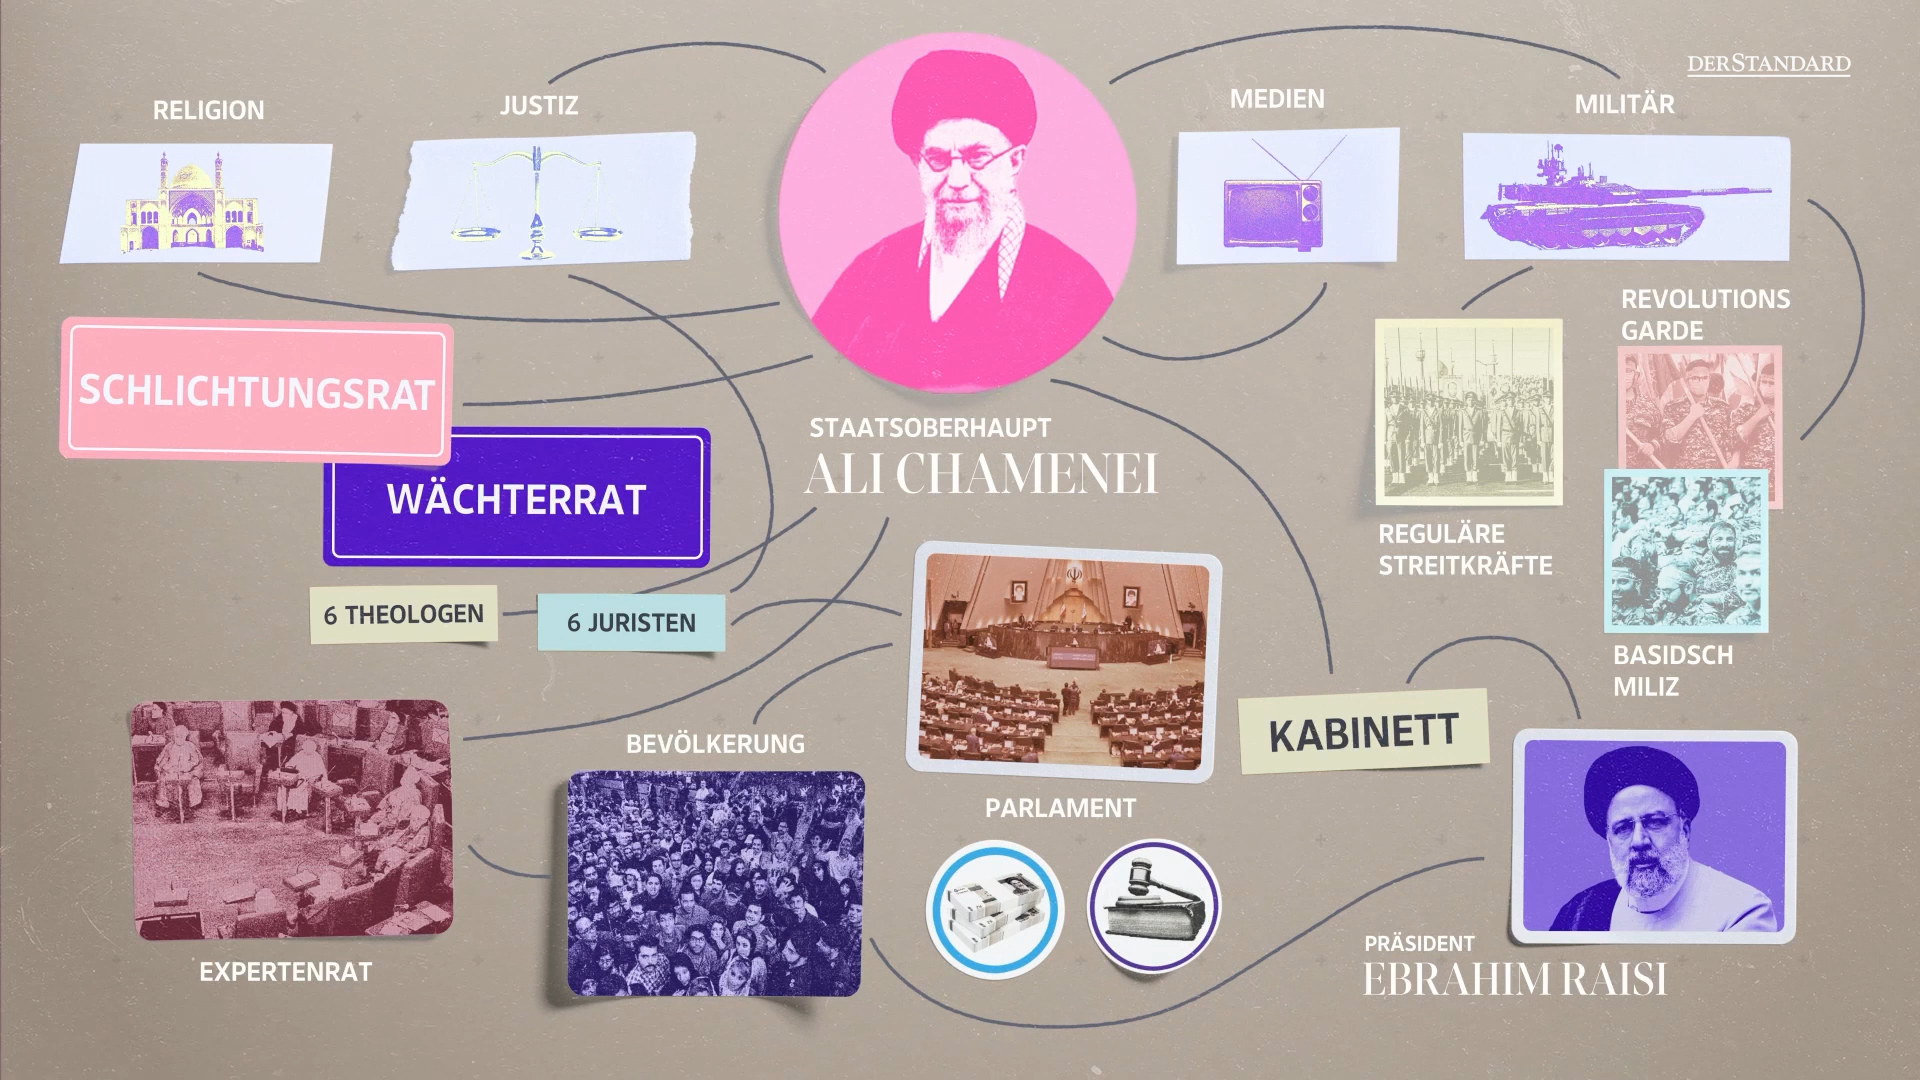 DERSTANDARD
RELIGION
JUSTIZ
MEDIEN
MILITÄR
REVOLUTIONS
GARDE
SCHLICHTUNGSRAT
WÄCHTERRAT
STAATSOBERHAUPT
ALI CHAMENEI
REGULÄRE
STREITKRÄFTE
6 THEOLOGEN
6 JURISTEN
BASIDSCH
MILIZ
BEVÖLKERUNG
KABINETT
PARLAMENT
EXPERTENRAT
PRÄSIDENT
EBRAHIM RAISI